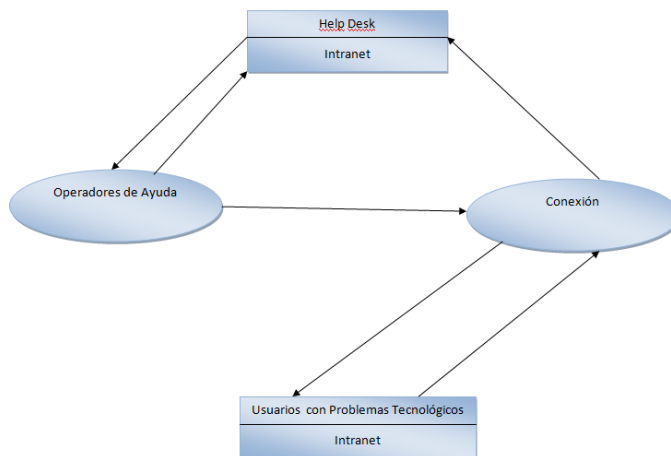 Help Desk
Intranet
Operadores de Ayuda
Conexión
Usuarios con Problemas Tecnológicos
Intranet